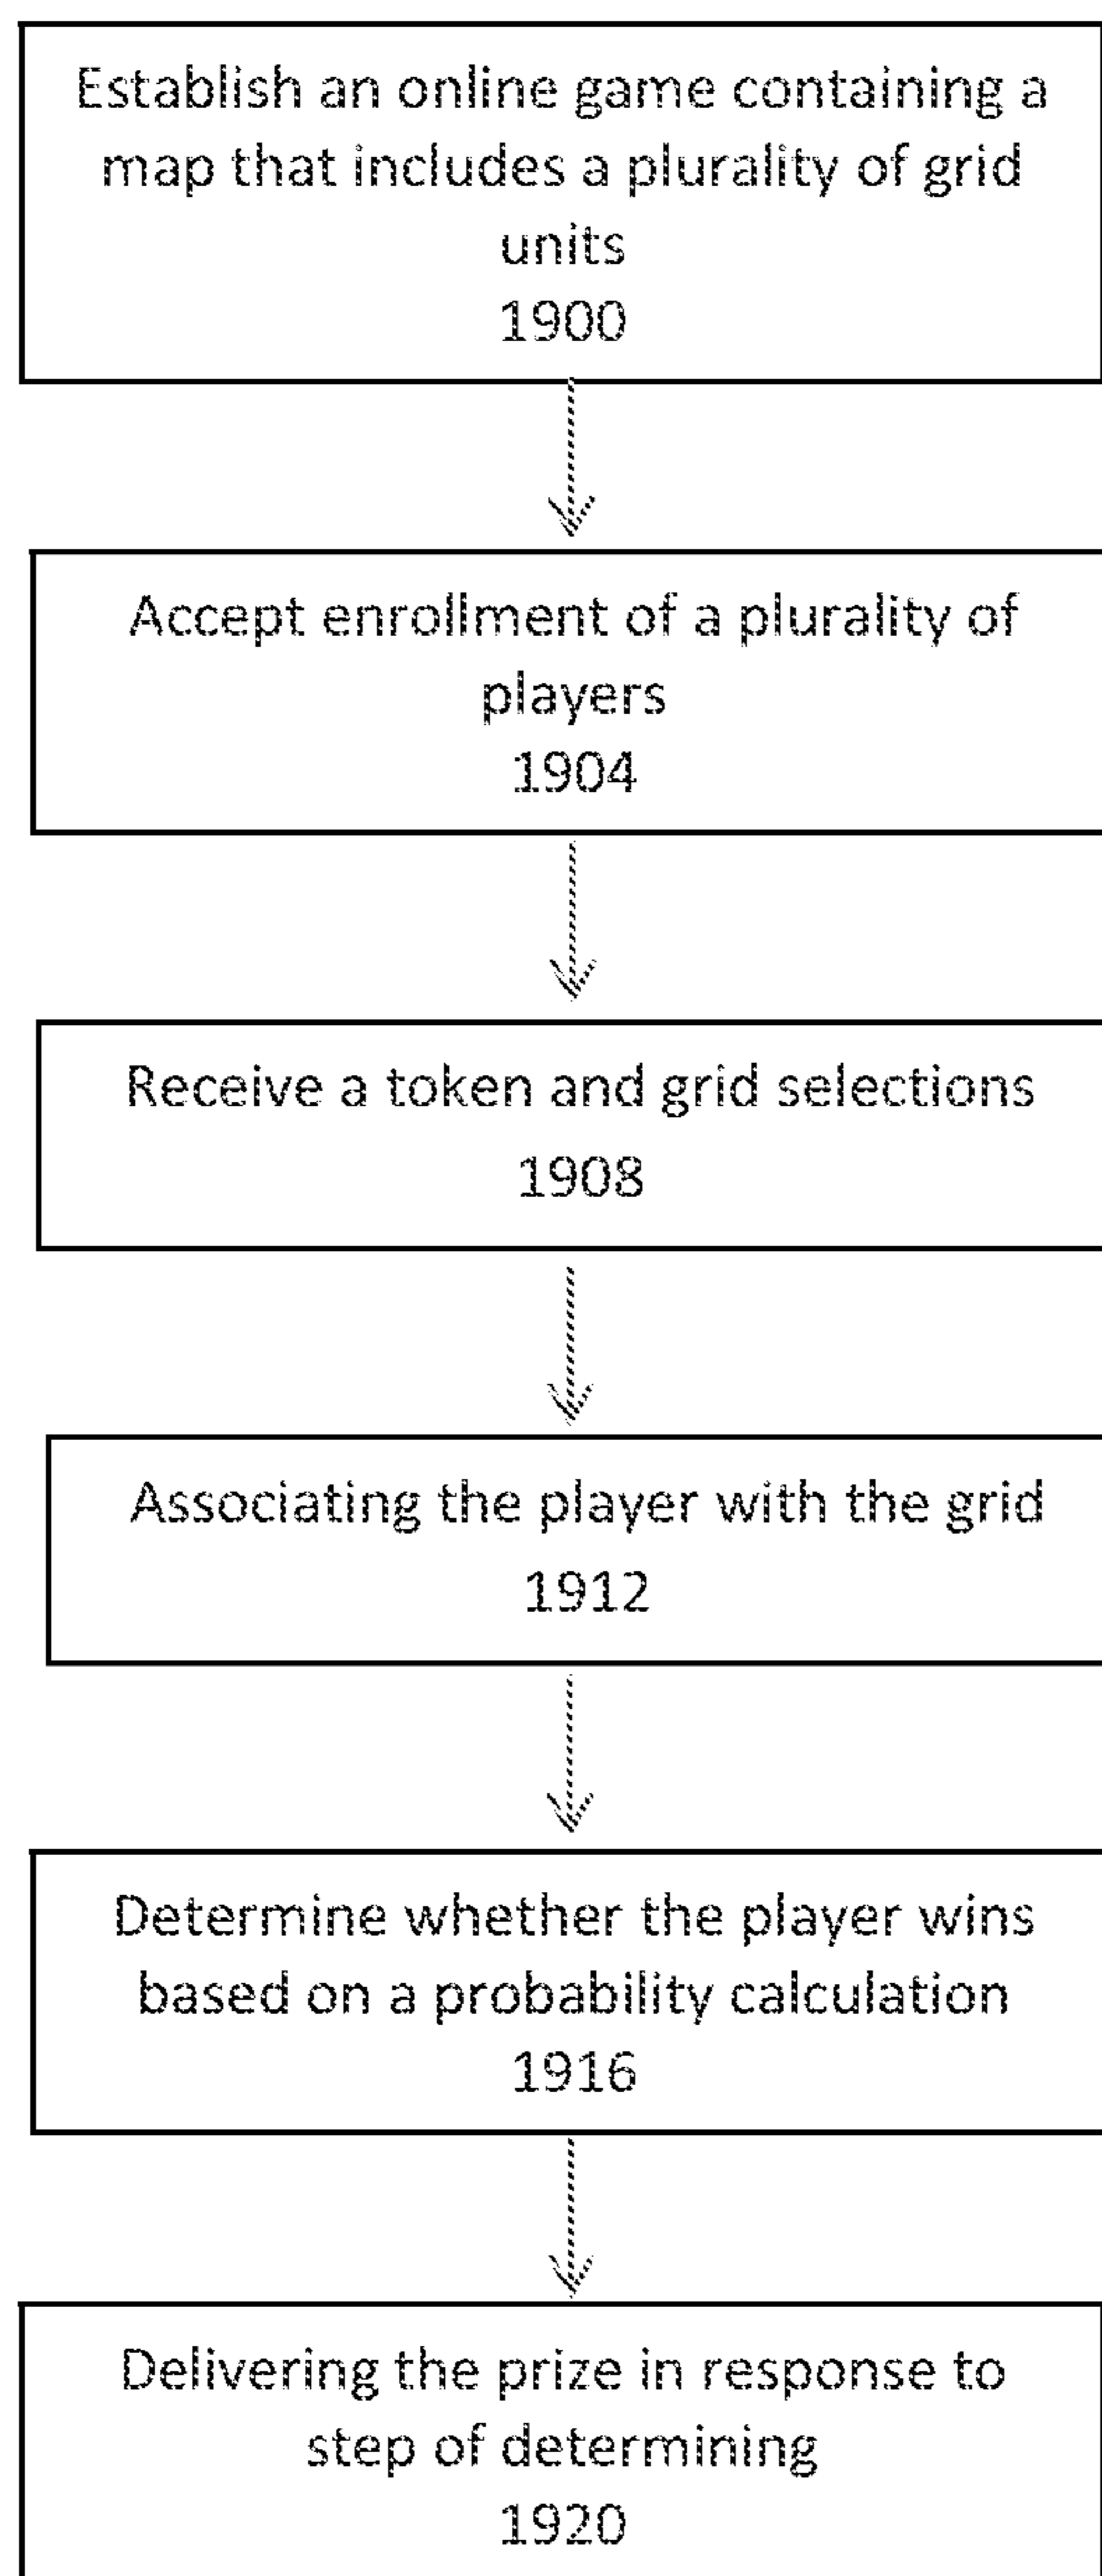 Establish an online game containing a
map that includes a plurality of grid
units
1900
Accept enrollment of a plurality of
players
1904
Receive a token and grid selections
1908
Associating the player with the grid
1912
Determine whether the player wins
based on a probability calculation
1916
Delivering the prize in response to
step of determining
1920